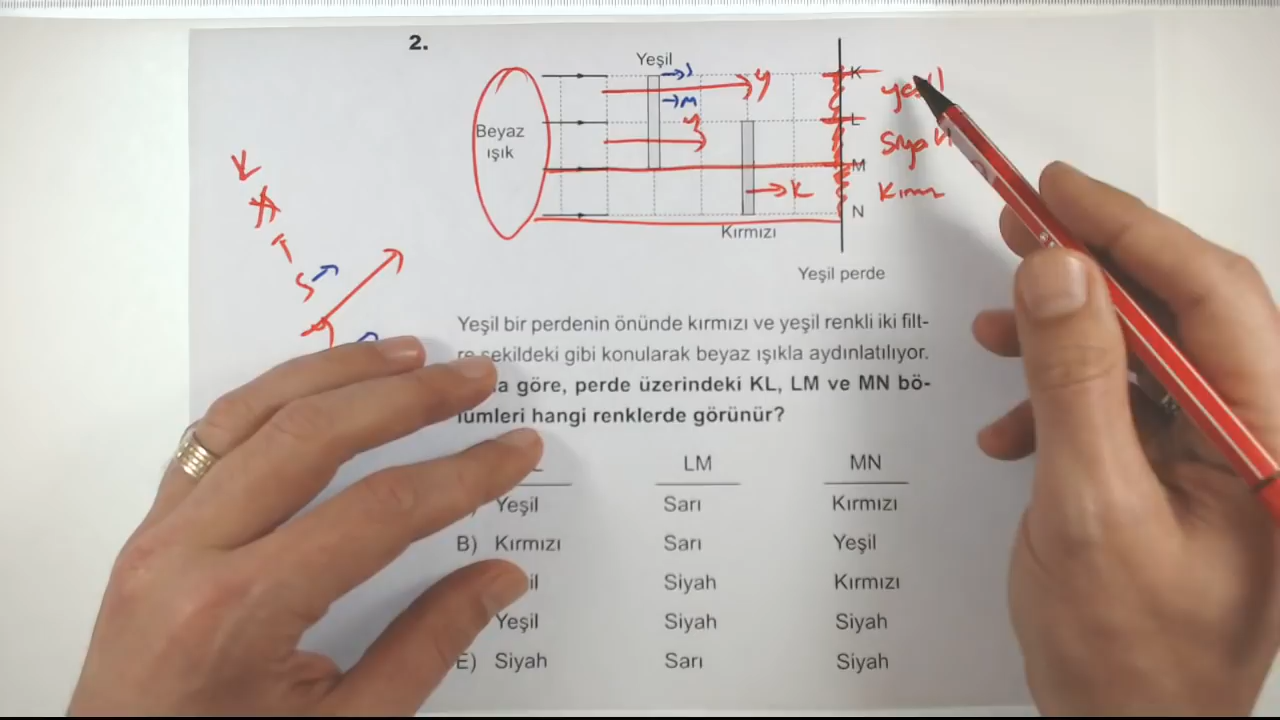 2.
Yeşil
K
y
yeşil
Beyaz
ışık
y
L
Siyah
M
K
Kırmı
N
Kırmızı
Yeşil perde
K
T
S
Yeşil bir perdenin önünde kırmızı ve yeşil renkli iki filt-
re şekildeki gibi konularak beyaz ışıkla aydınlatılıyor.
göre, perde üzerindeki KL, LM ve MN bö-
lümleri hangi renklerde görünür?
LM MN
Yeşil Sarı Kırmızı
B) Kırmızı Sarı Yeşil
Siyah Kırmızı
Yeşil Siyah Siyah
E) Siyah Sarı Siyah